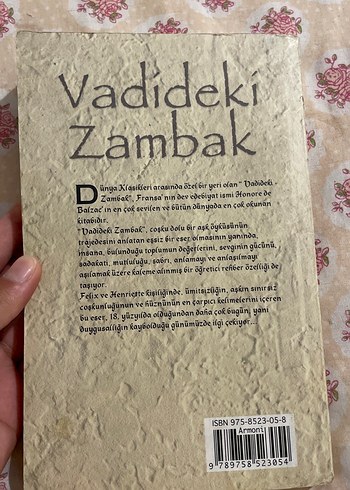 Vadideki
Zambak
Dünya Klasikleri arasında özel bir yeri olan "Vadideki
Zambak", Fransa'nın dev edebiyat ismi Honore de
Balzac'ın en çok sevilen ve bütün dünyada en çok okunan
kitabıdır.
"Vadideki Zambak", coşku dolu bir aşk öyküsünün
trajedesini anlatan eşsiz bir eser olmasının yanında,
insana, bulunduğu toplumun değerlerini, sevginin gücünü,
sadakati, mutluluğu, sabrı, anlamayı ve anlaşılmayı
aşılamak üzere kaleme alınmış bir öğretici rehber özelliği de
taşıyor.
Felix ve Henriette kişiliğinde, ümitsizliğin, aşkın sınırsız
coşkunluğunun ve hüznünün en çarpıcı kelimelerini içeren
bu eser, 18. yüzyılda olduğundan daha çok bugün, yani
duygusallığın kaybolduğu günümüzde ilgi çekiyor...
ISBN 975-8523-05-8
Armoni
9 789758 523054